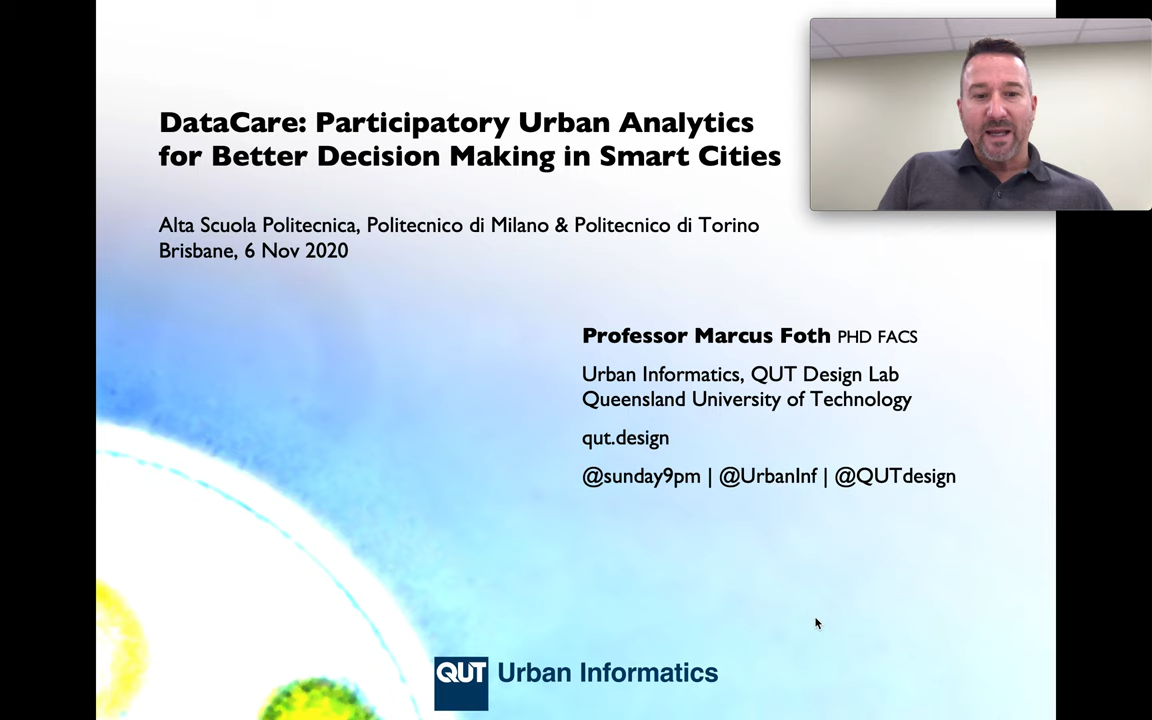 DataCare: Participatory Urban Analytics
for Better Decision Making in Smart Cities
Alta Scuola Politecnica, Politecnico di Milano & Politecnico di Torino
Brisbane, 6 Nov 2020
Professor Marcus Foth PHD FACS
Urban Informatics, QUT Design Lab
Queensland University of Technology
qut.design
@sunday9pm | @UrbanInf | @QUTdesign
QUT Urban Informatics